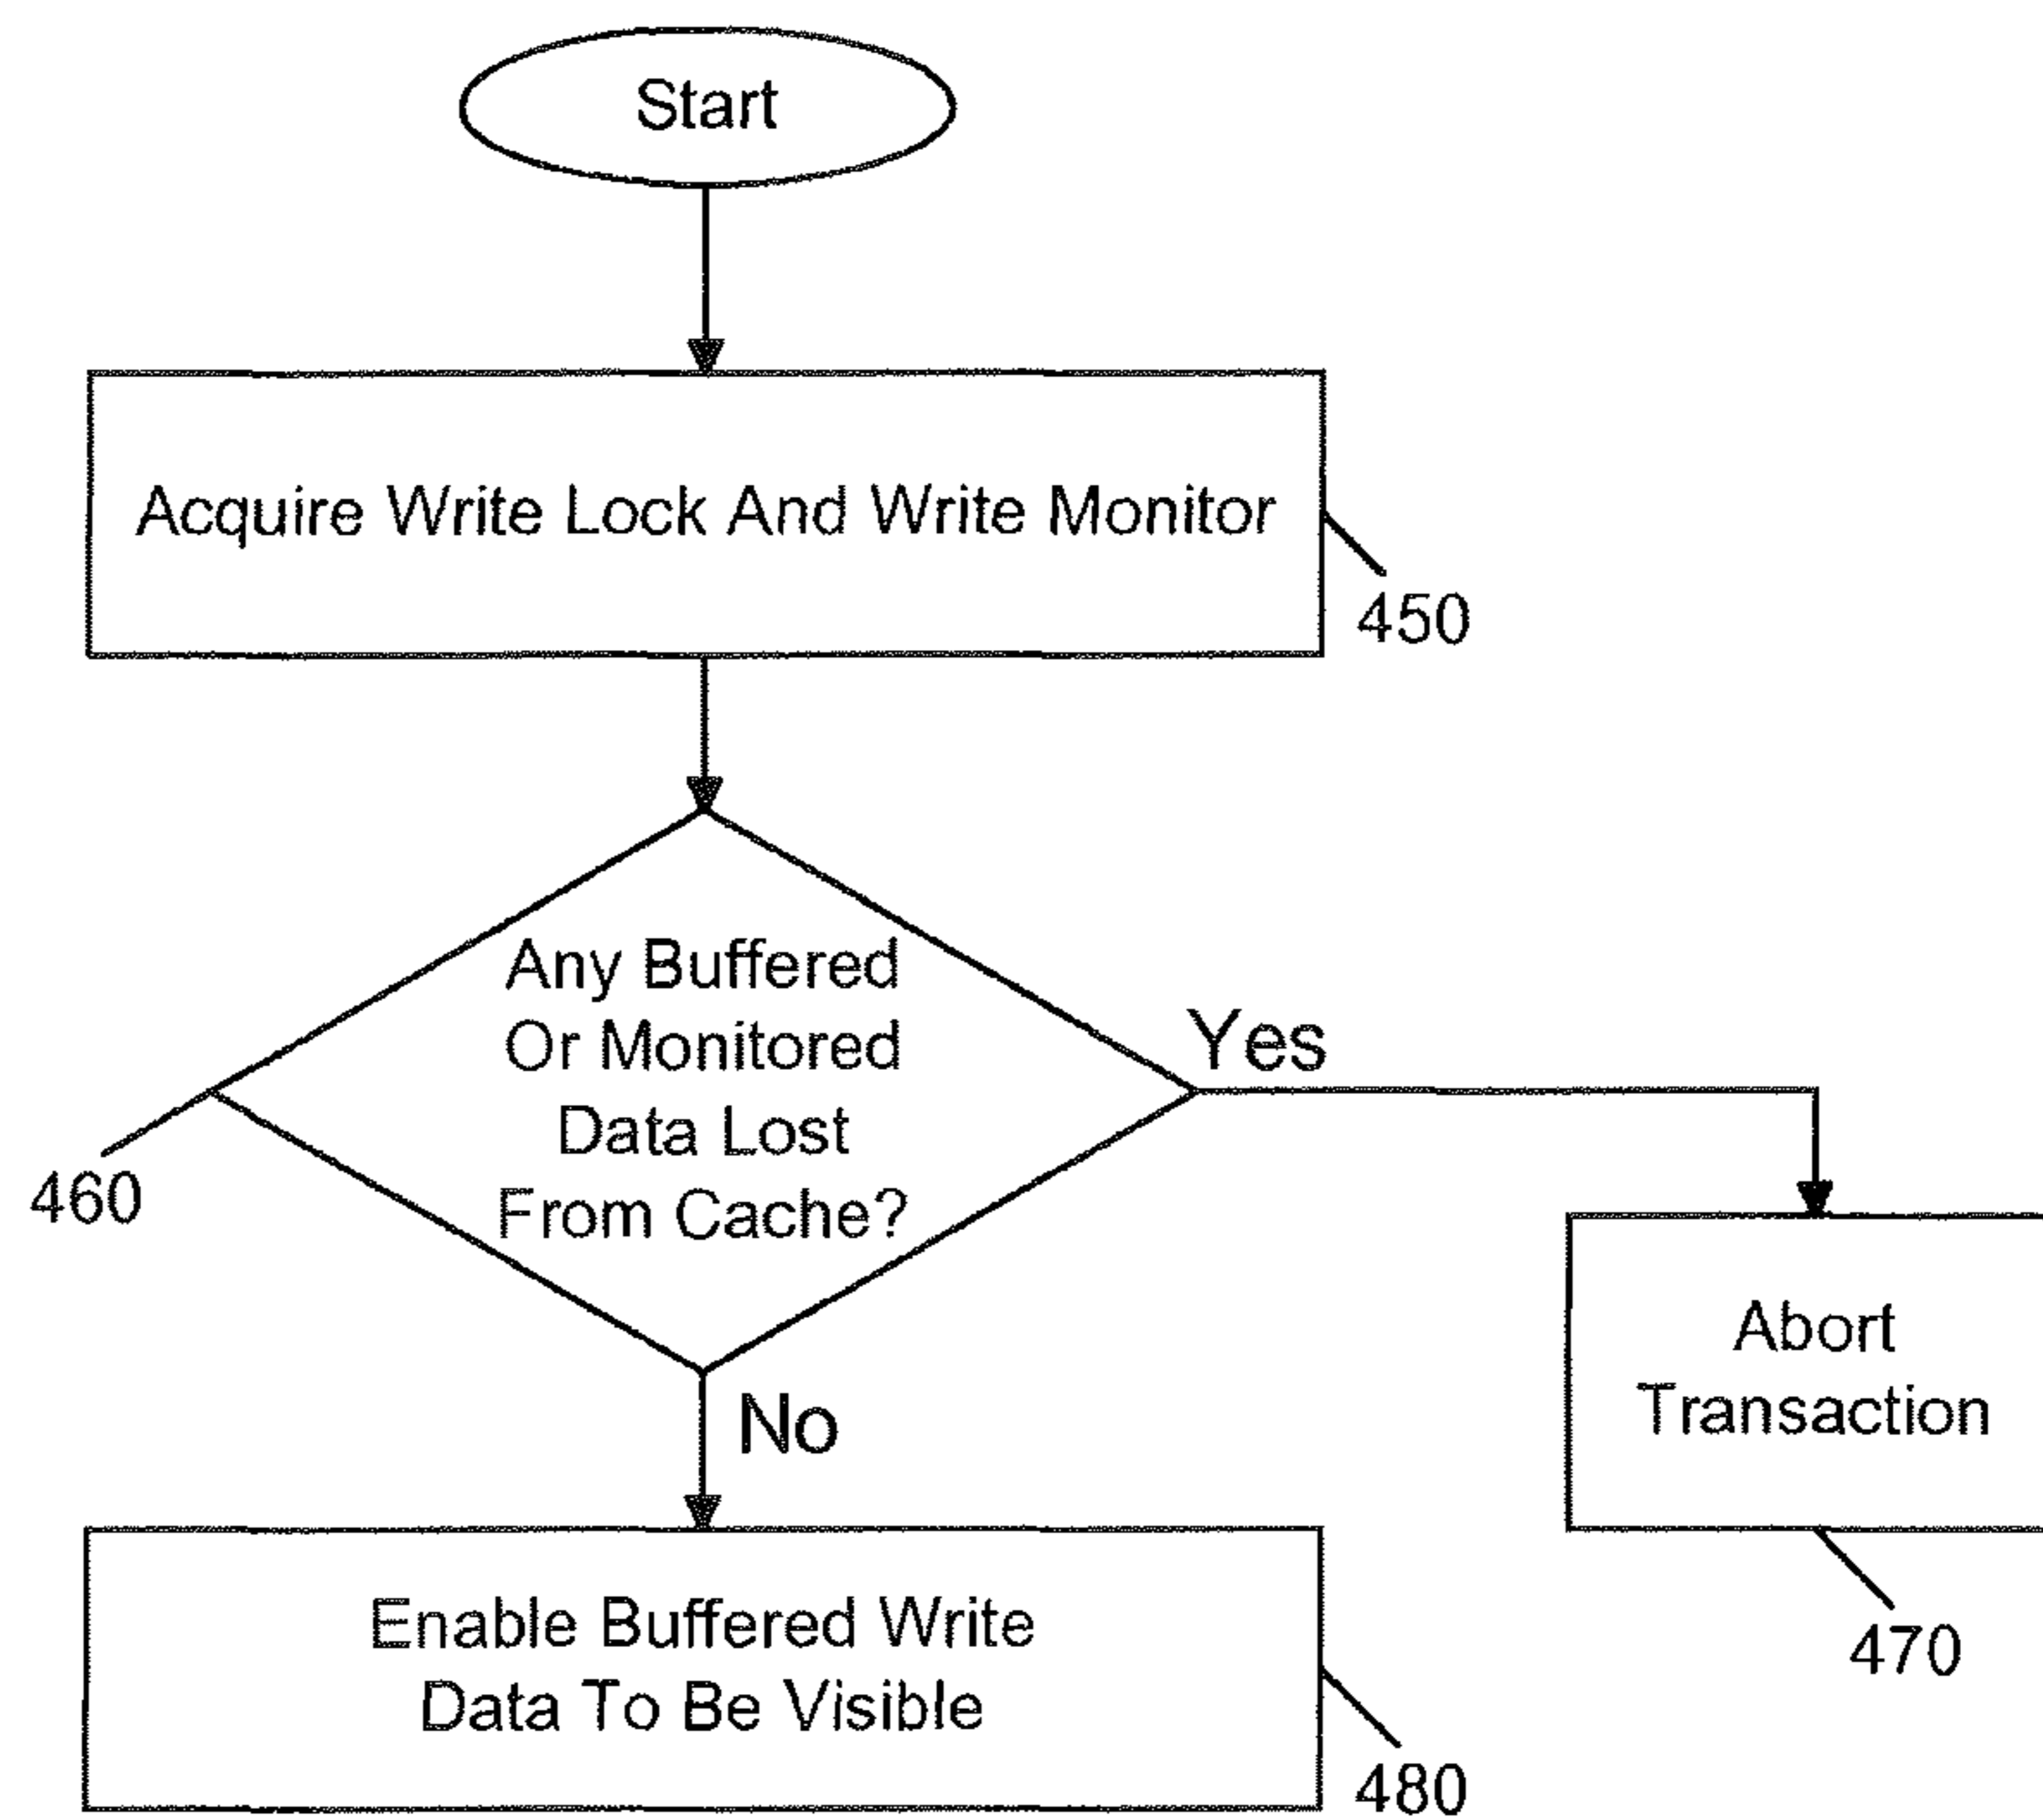 Start
Acquire Write Lock And Write Monitor
450
Any Buffered
Or Monitored
Data Lost
From Cache?
Yes
460
Abort
Transaction
470
No
Enable Buffered Write
Data To Be Visible
480